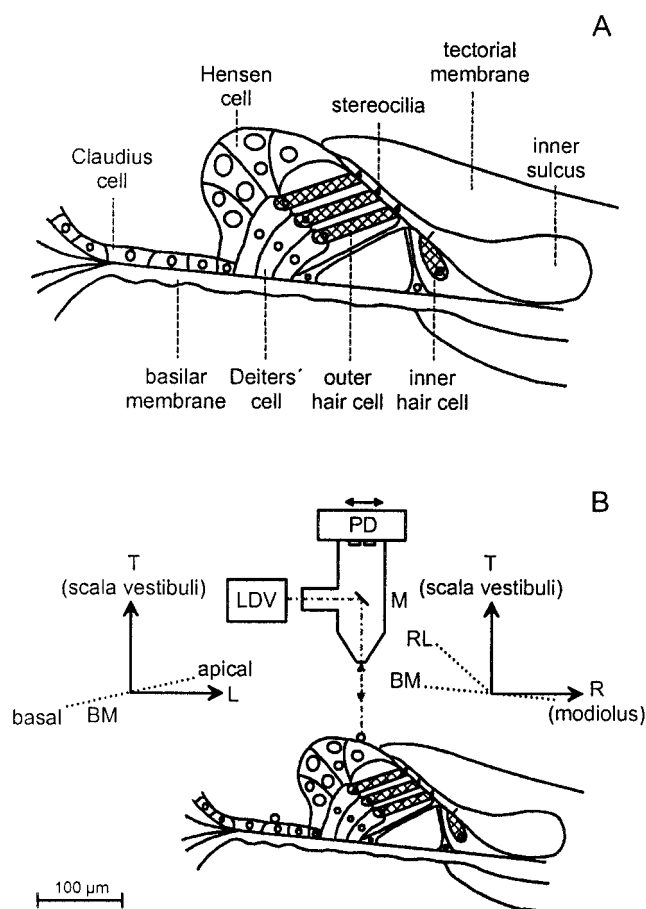 A
tectorial
membrane
Hensen
cell
stereocilia
inner
sulcus
Claudius
cell
basilar
membrane
Deiters´
cell
outer
hair cell
inner
hair cell
B
PD
T
(scala vestibuli)
T
(scala vestibuli)
LDV
M
RL
apical
BM
L
R
basal
BM
(modiolus)
100 µm